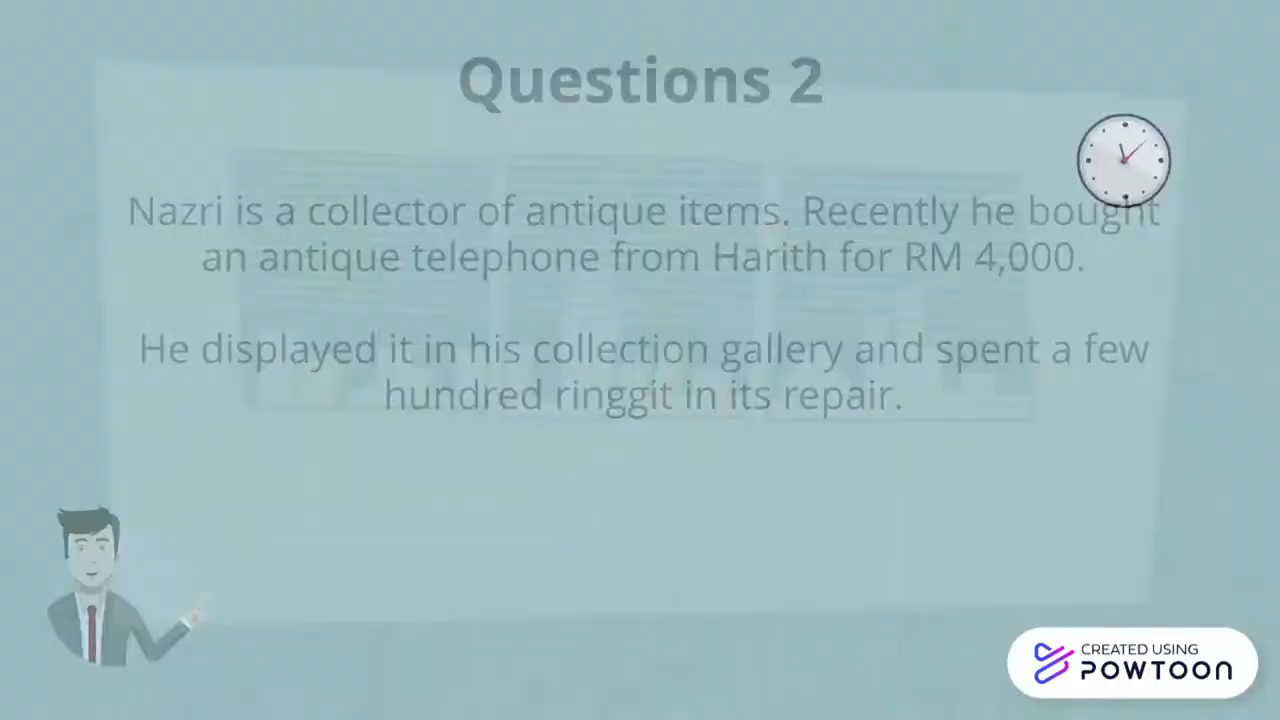 Questions 2
Nazri is a collector of antique items. Recently he bought
an antique telephone from Harith for RM 4,000.
He displayed it in his collection gallery and spent a few
hundred ringgit in its repair.
CREATED USING
POWTOON